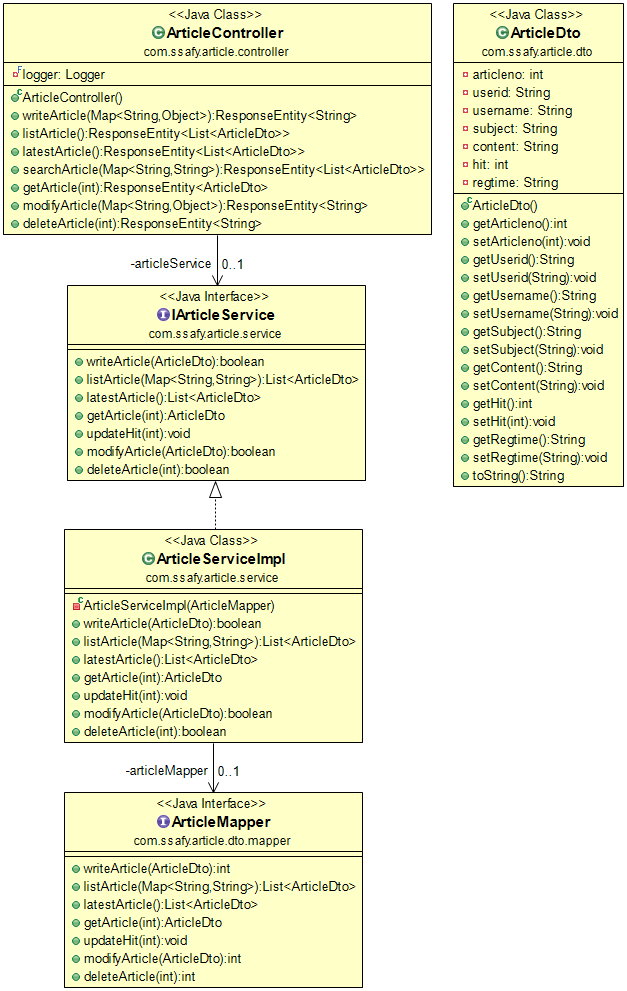 <<Java Class>>
ArticleController
com.ssafy.article.controller
logger: Logger
ArticleController()
writeArticle(Map<String,Object>):ResponseEntity<String>
listArticle():ResponseEntity<List<ArticleDto>>
latestArticle():ResponseEntity<List<ArticleDto>>
searchArticle(Map<String,String>):ResponseEntity<List<ArticleDto>>
getArticle(int):ResponseEntity<ArticleDto>
modifyArticle(Map<String,Object>):ResponseEntity<String>
deleteArticle(int):ResponseEntity<String>
-articleService 0..1
<<Java Interface>>
IArticleService
com.ssafy.article.service
writeArticle(ArticleDto):boolean
listArticle(Map<String,String>):List<ArticleDto>
latestArticle():List<ArticleDto>
getArticle(int):ArticleDto
updateHit(int):void
modifyArticle(ArticleDto):boolean
deleteArticle(int):boolean
<<Java Class>>
ArticleServiceImpl
com.ssafy.article.service
ArticleServiceImpl(ArticleMapper)
writeArticle(ArticleDto):boolean
listArticle(Map<String,String>):List<ArticleDto>
latestArticle():List<ArticleDto>
getArticle(int):ArticleDto
updateHit(int):void
modifyArticle(ArticleDto):boolean
deleteArticle(int):boolean
-articleMapper 0..1
<<Java Interface>>
ArticleMapper
com.ssafy.article.dto.mapper
writeArticle(ArticleDto):int
listArticle(Map<String,String>):List<ArticleDto>
latestArticle():List<ArticleDto>
getArticle(int):ArticleDto
updateHit(int):void
modifyArticle(ArticleDto):int
deleteArticle(int):int
<<Java Class>>
ArticleDto
com.ssafy.article.dto
articleno: int
userid: String
username: String
subject: String
content: String
hit: int
regtime: String
ArticleDto()
getArticleno():int
setArticleno(int):void
getUserid():String
setUserid(String):void
getUsername():String
setUsername(String):void
getSubject():String
setSubject(String):void
getContent():String
setContent(String):void
getHit():int
setHit(int):void
getRegtime():String
setRegtime(String):void
toString():String